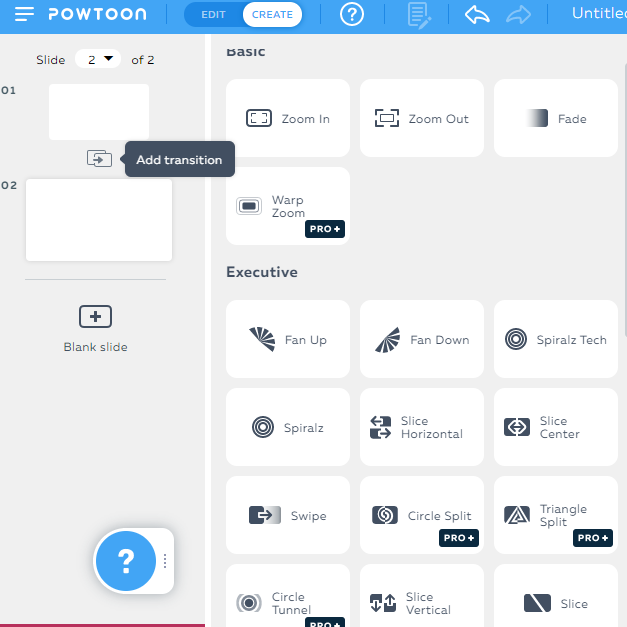 POWTOON
EDIT
CREATE
?
Untitled
Slide 2 of 2
01
Add transition
02
Blank slide
?
Basic
Zoom In
Zoom Out
Fade
Warp
Zoom
PRO+
Executive
Fan Up
Fan Down
Spiralz Tech
Spiralz
Slice
Horizontal
Slice
Center
Swipe
Circle Split
PRO+
Triangle
Split
PRO+
Circle
Tunnel
PRO+
Slice
Vertical
Slice